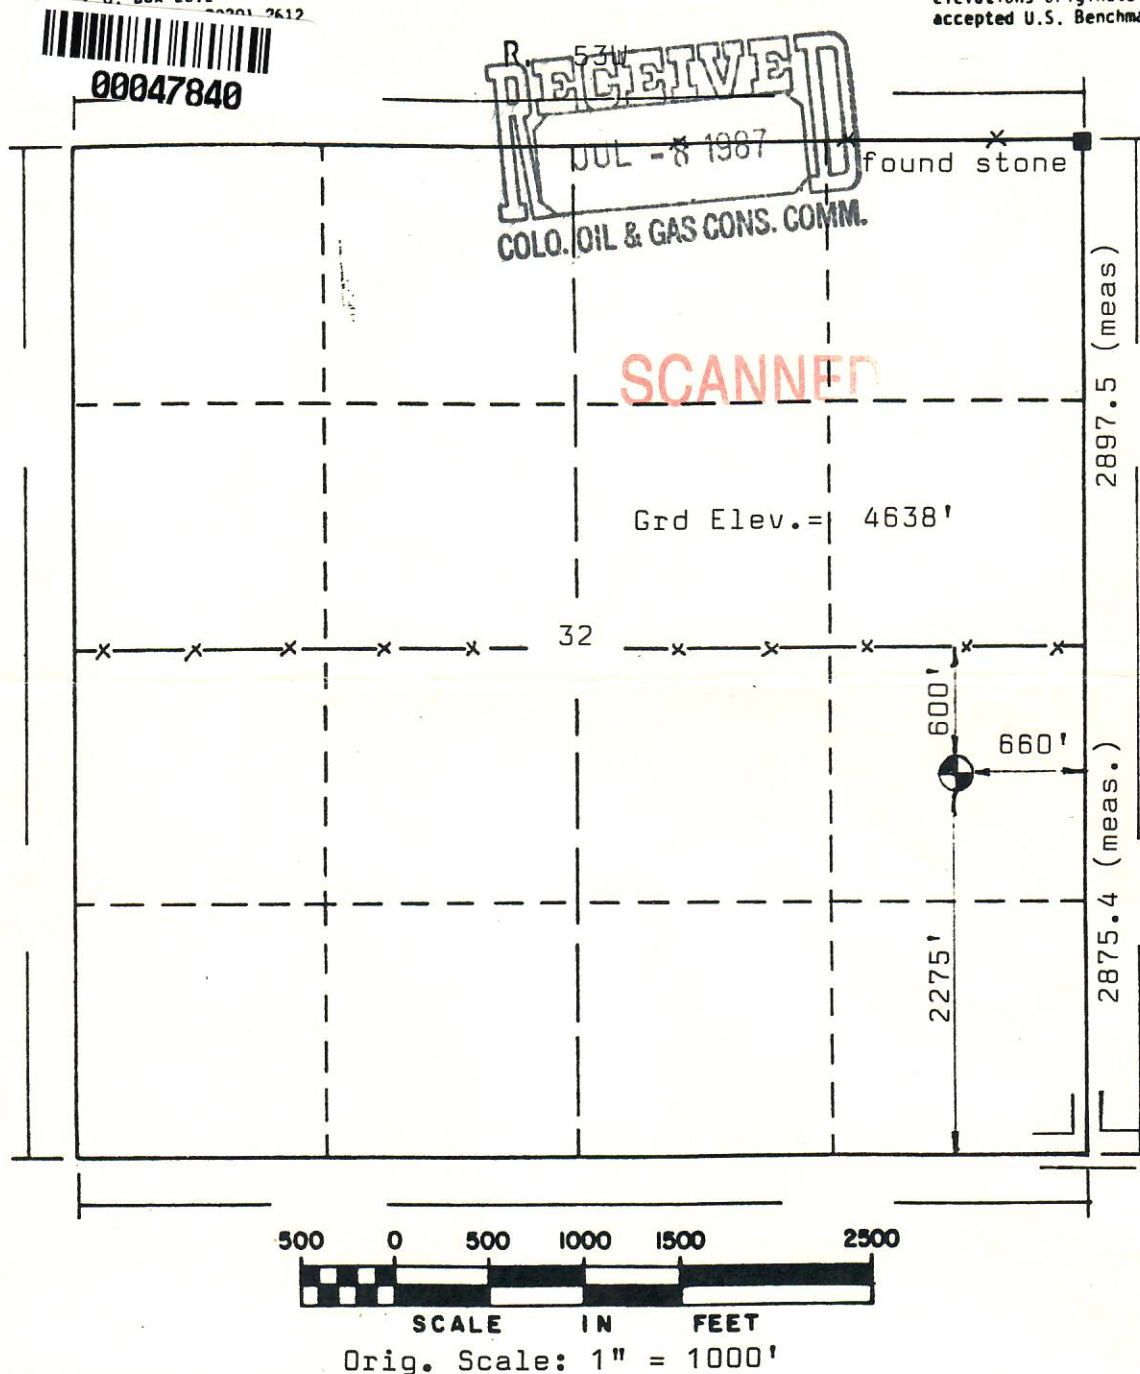 accepted U.S. Benchma
00047840
R. 53W
RECEIVED
JUL -8 1987
COLO. OIL & GAS CONS. COMM.
found stone
2897.5 (meas)
SCANNED
Grd Elev.= 4638'
32
600'
660'
2875.4 (meas.)
2275'
500 0 500 1000 1500 2500
SCALE IN FEET
Orig. Scale: 1" = 1000'